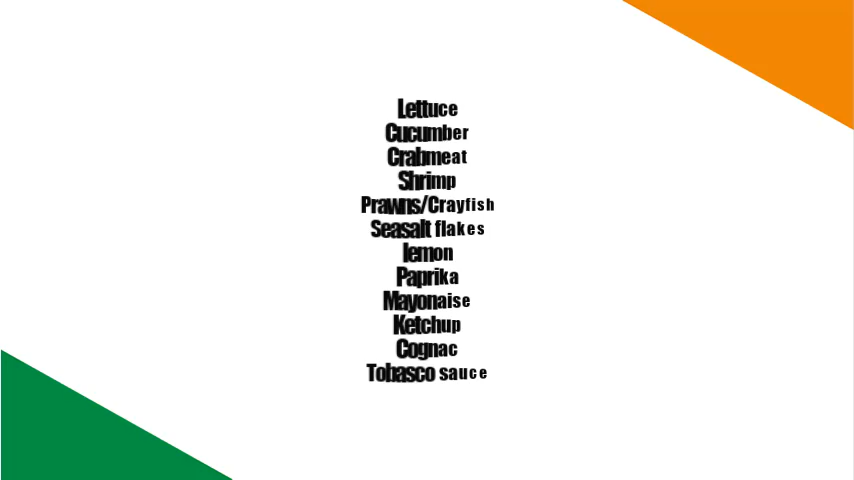 Lettuce
Cucumber
Crabmeat
Shrimp
Prawns/Crayfish
Seasalt flakes
lemon
Paprika
Mayonaise
Ketchup
Cognac
Tobasco sauce